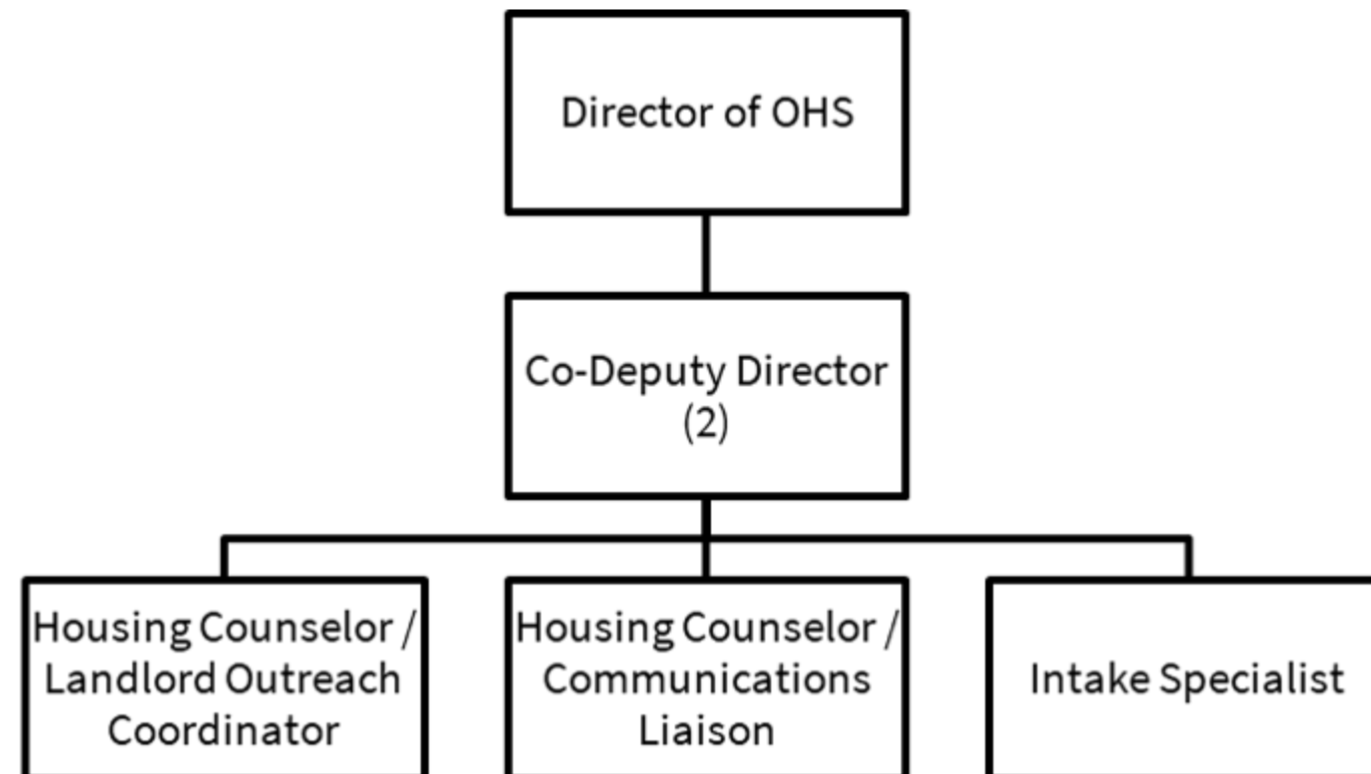 Director of OHS
Co-Deputy Director
(2)
Housing Counselor /
Landlord Outreach
Coordinator
Housing Counselor /
Communications
Liaison
Intake Specialist